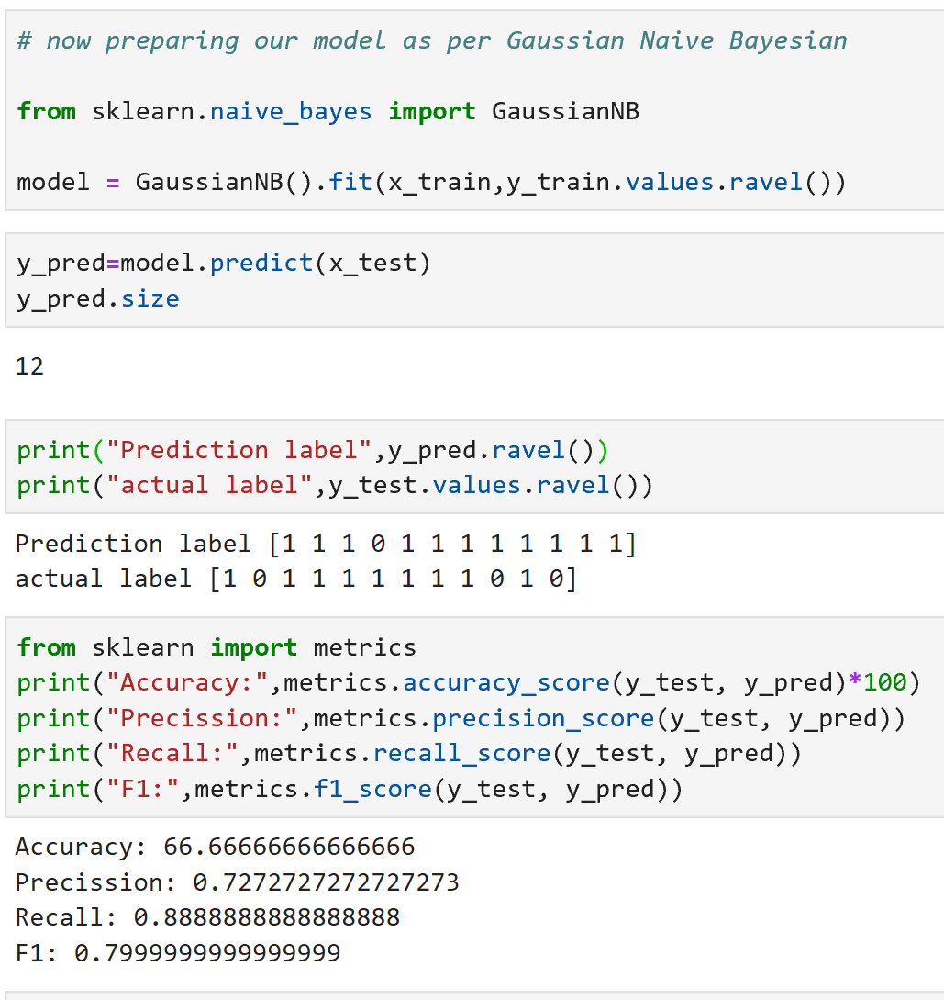 # now preparing our model as per Gaussian Naive Bayesian
from sklearn.naive_bayes import GaussianNB
model = GaussianNB().fit(x_train,y_train.values.ravel())
y_pred=model.predict(x_test)
y_pred.size
12
print("Prediction label",y_pred.ravel())
print("actual label",y_test.values.ravel())
Prediction label [1 1 1 0 1 1 1 1 1 1 1 1]
actual label [1 0 1 1 1 1 1 1 1 0 1 0]
from sklearn import metrics
print("Accuracy:",metrics.accuracy_score(y_test, y_pred)*100)
print("Precission:",metrics.precision_score(y_test, y_pred))
print("Recall:",metrics.recall_score(y_test, y_pred))
print("F1:",metrics.f1_score(y_test, y_pred))
Accuracy: 66.66666666666666
Precission: 0.7272727272727273
Recall: 0.8888888888888888
F1: 0.7999999999999999